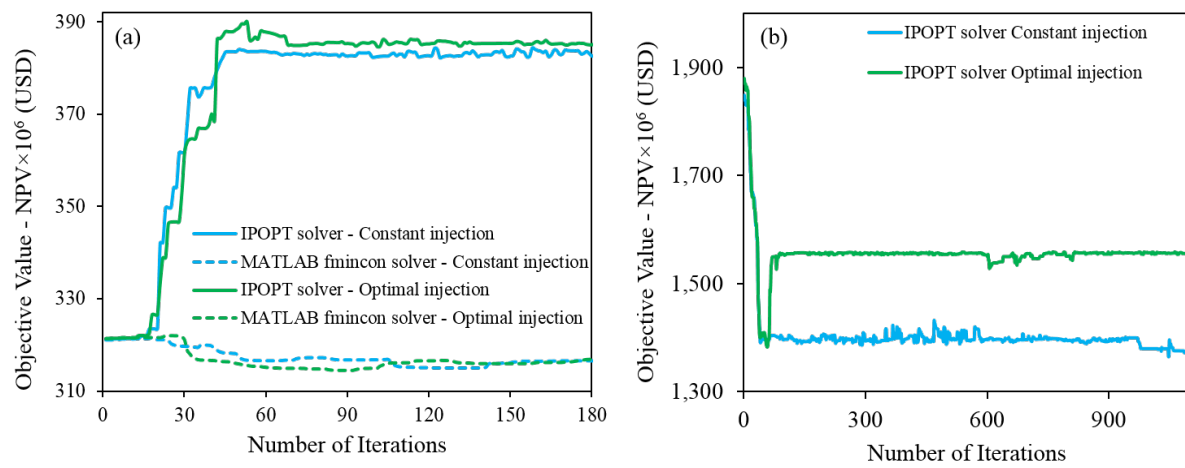 (a)
Objective Value - NPV×10⁶ (USD)
390
370
350
330
310
IPOPT solver - Constant injection
MATLAB fmincon solver - Constant injection
IPOPT solver - Optimal injection
MATLAB fmincon solver - Optimal injection
0 30 60 90 120 150 180
Number of Iterations
(b)
Objective Value - NPV×10⁶ (USD)
1,900
1,700
1,500
1,300
IPOPT solver Constant injection
IPOPT solver Optimal injection
0 300 600 900
Number of Iterations